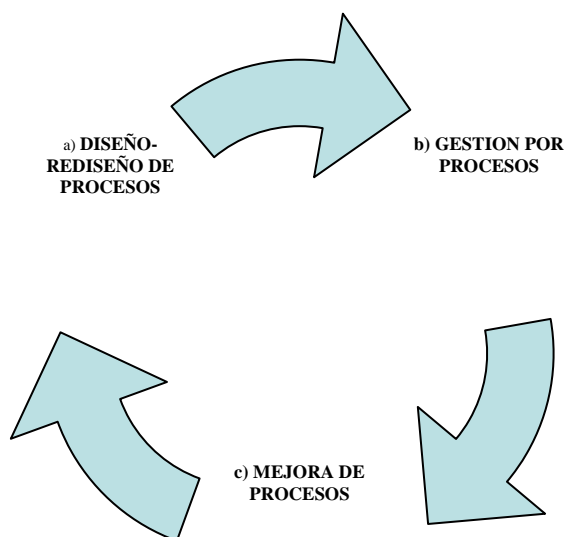 a) DISEÑO-
REDISEÑO DE
PROCESOS
b) GESTION POR
PROCESOS
c) MEJORA DE
PROCESOS